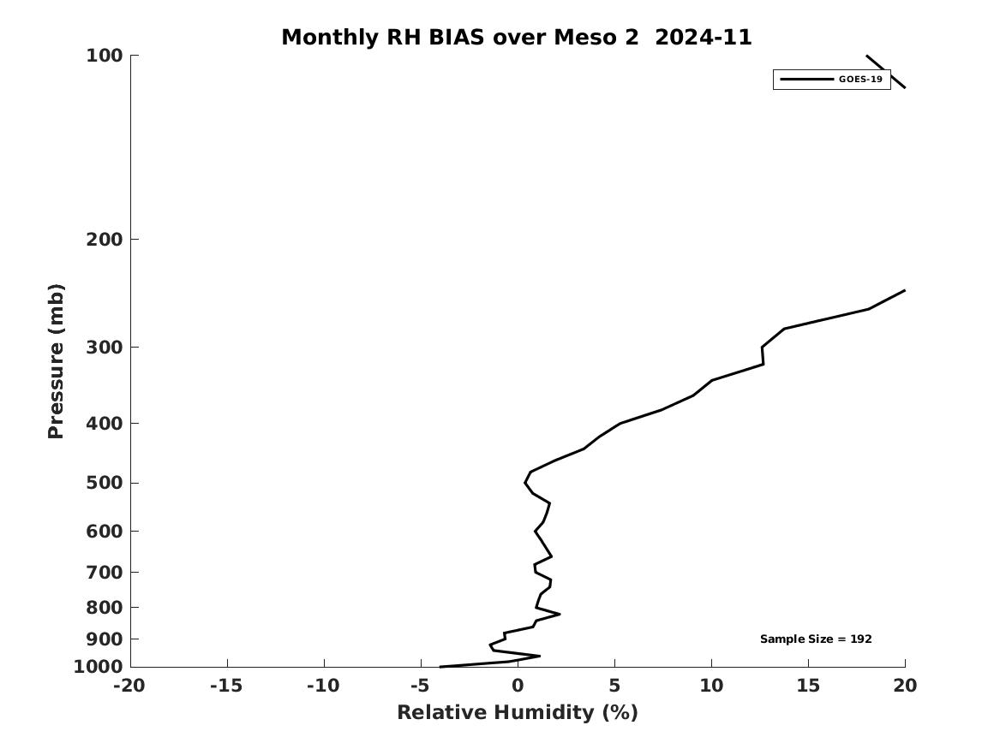 Monthly RH BIAS over Meso 2  2024-11
100
GOES-19
200
300
400
500
600
700
800
900
1000
Pressure (mb)
Sample Size = 192
-20 -15 -10 -5 0 5 10 15 20
Relative Humidity (%)